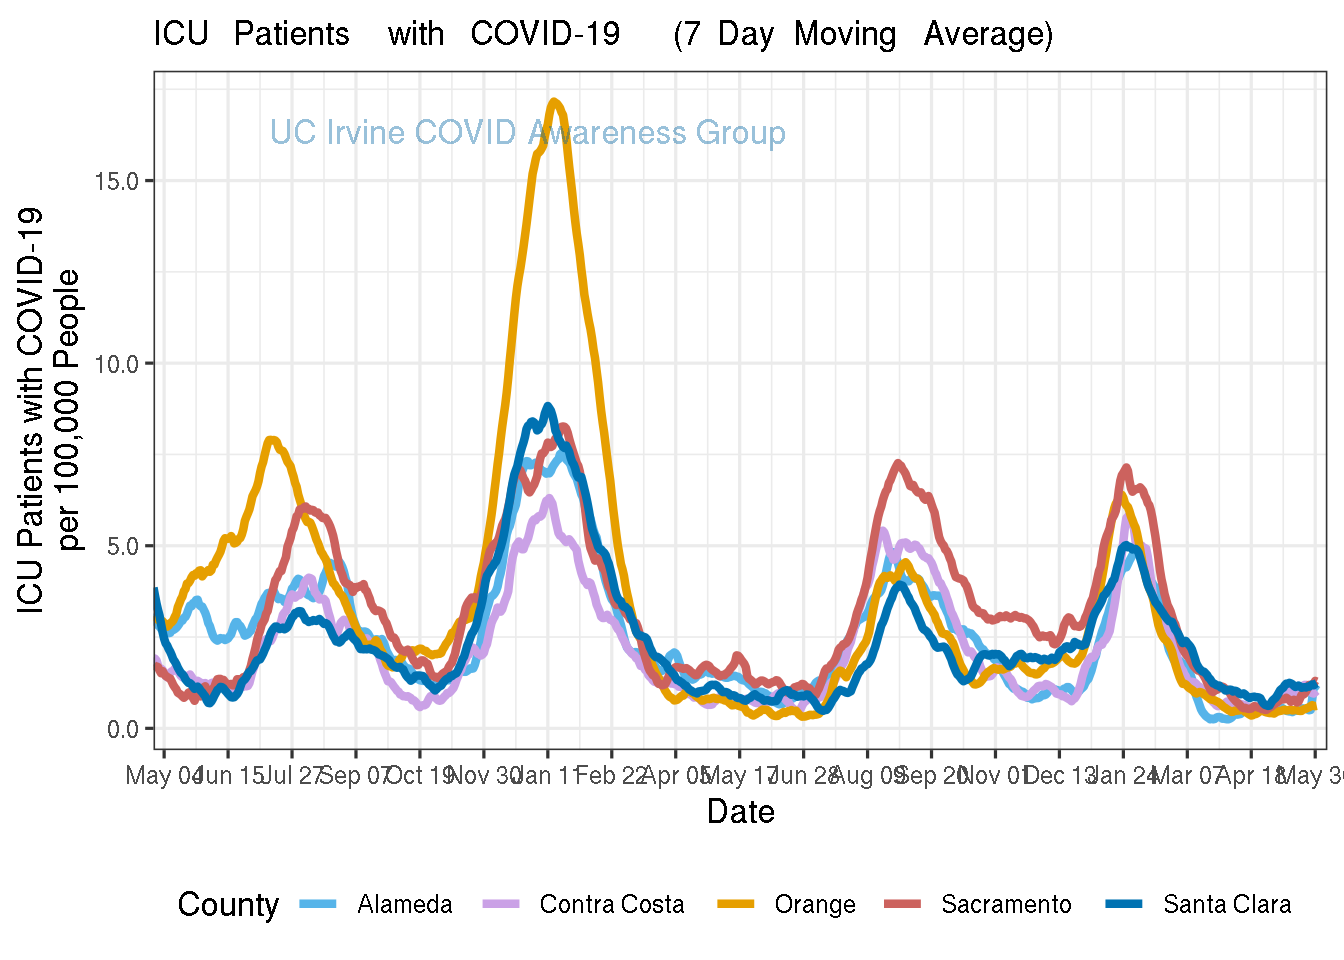 ICU Patients with COVID-19 (7 Day Moving Average)
UC Irvine COVID Awareness Group
ICU Patients with COVID-19
per 100,000 People
15.0
10.0
5.0
0.0
May 04 Jun 15 Jul 27 Sep 07 Oct 19 Nov 30 Jan 11 Feb 22 Apr 05 May 17 Jun 28 Aug 09 Sep 20 Nov 01 Dec 13 Jan 24 Mar 07 Apr 18 May 30
Date
County Alameda Contra Costa Orange Sacramento Santa Clara